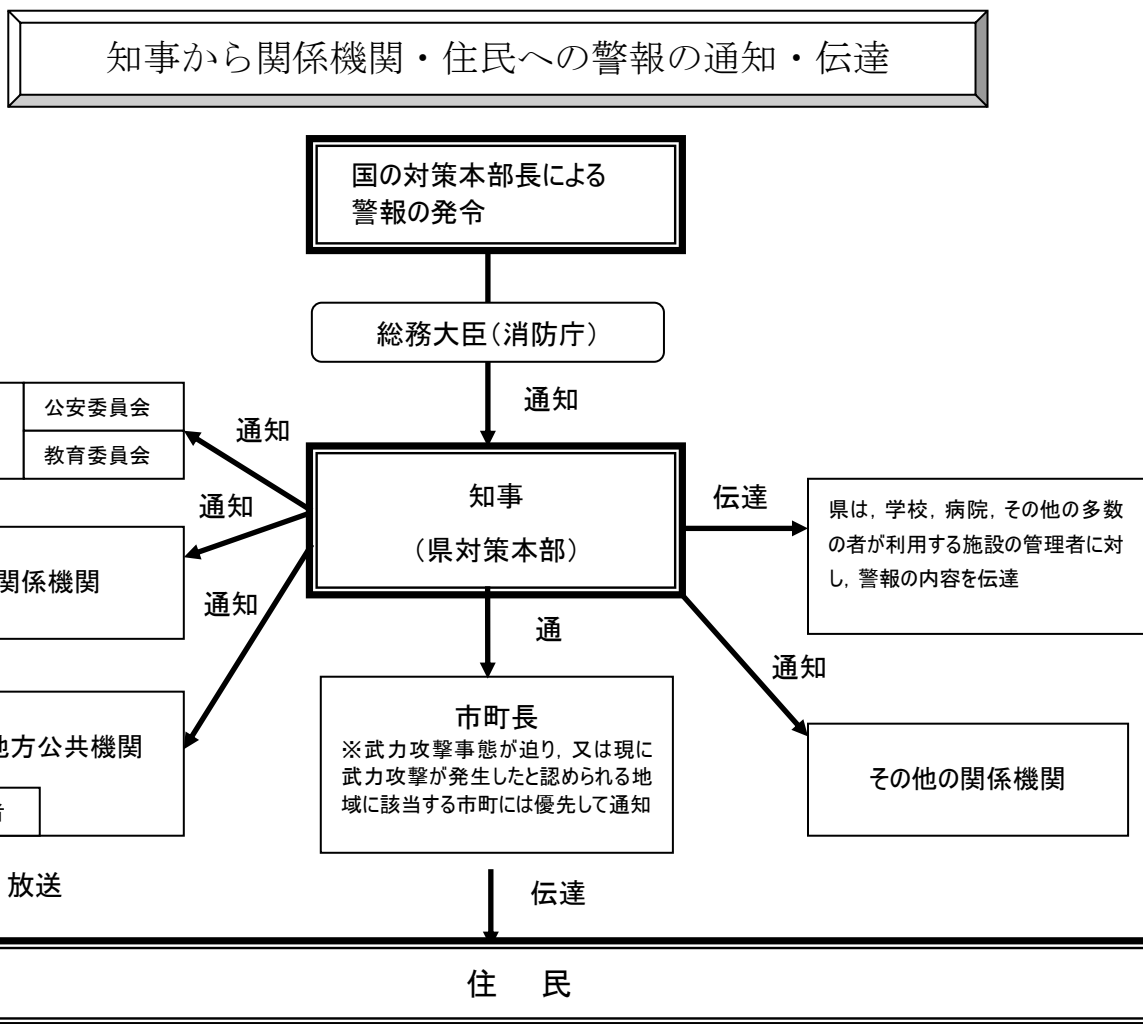 知事から関係機関・住民への警報の通知・伝達
国の対策本部長による
警報の発令
総務大臣（消防庁）
通知
公安委員会
教育委員会
通知
通知
通知
関係機関
知事
（県対策本部）
伝達
県は，学校，病院，その他の多数
の者が利用する施設の管理者に対
し，警報の内容を伝達
通
通知
地方公共機関
者
市町長
※武力攻撃事態が迫り，又は現に
武力攻撃が発生したと認められる地
域に該当する市町には優先して通知
その他の関係機関
放送
伝達
住　民